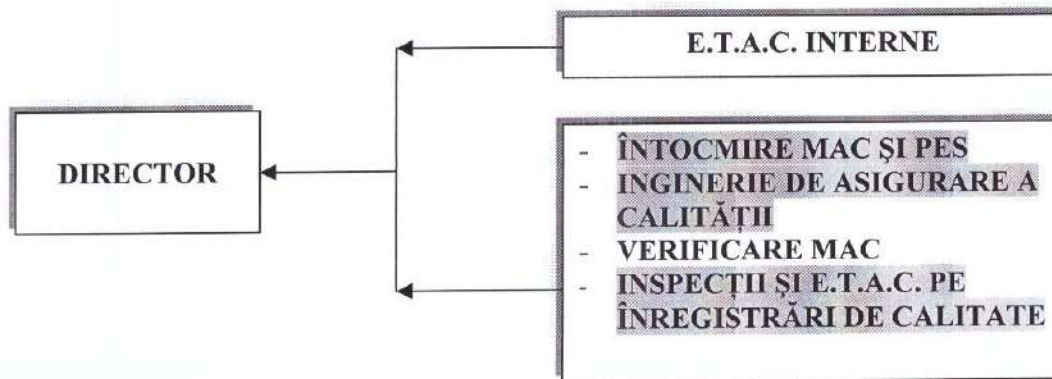 E.T.A.C. INTERNE
DIRECTOR
- ÎNTOCMIRE MAC ŞI PES
- INGINERIE DE ASIGURARE A
CALITĂŢII
- VERIFICARE MAC
- INSPECŢII ŞI E.T.A.C. PE
ÎNREGISTRĂRI DE CALITATE